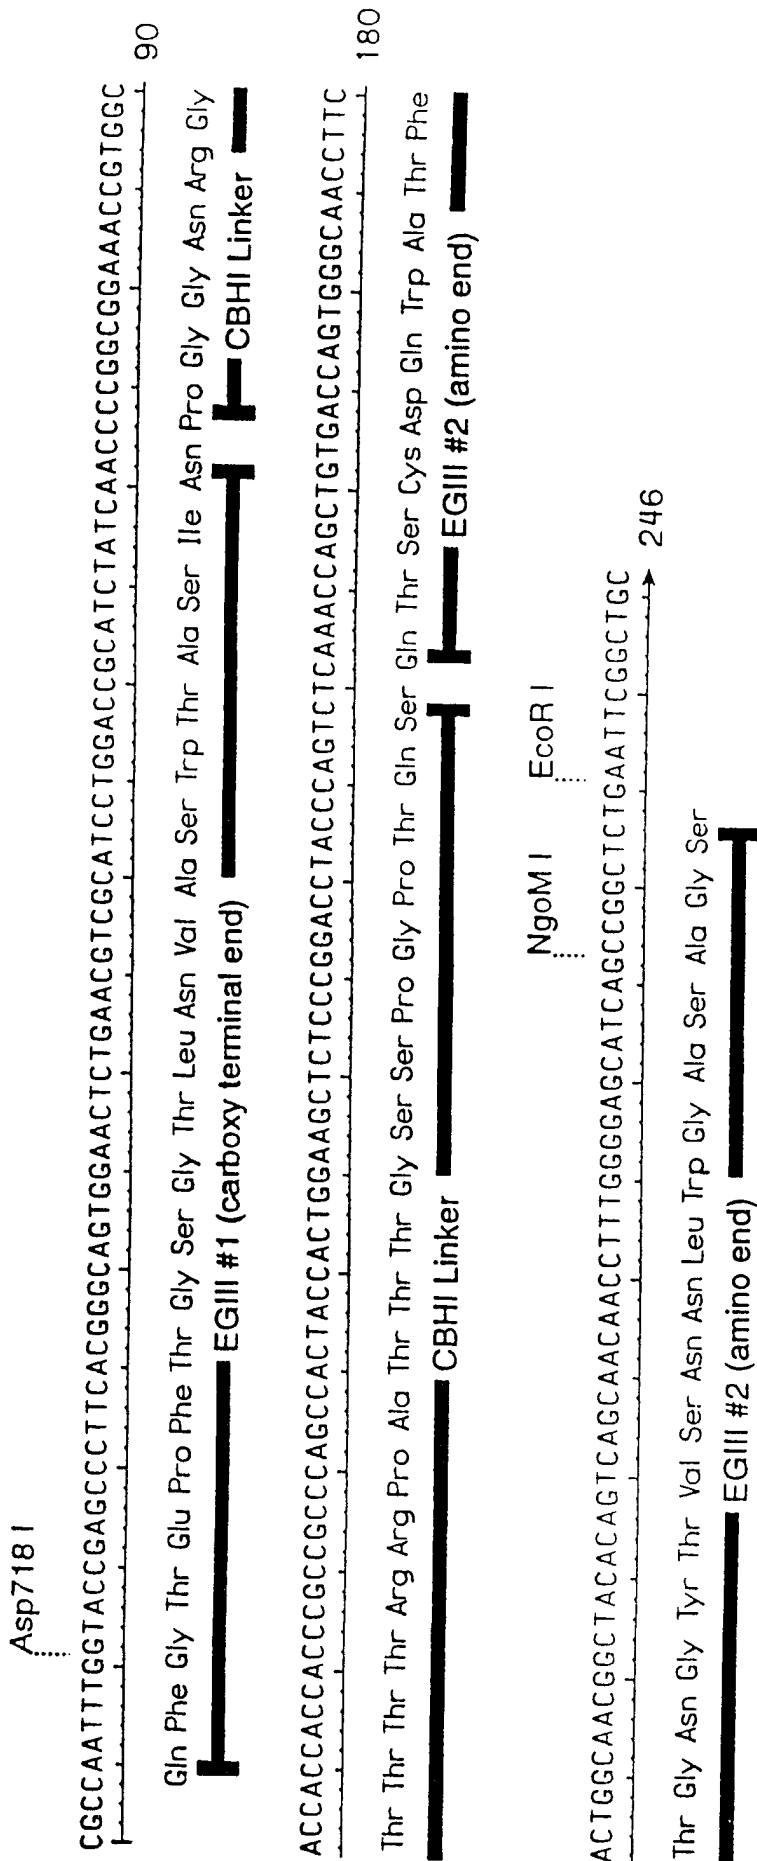 Asp718 I
CGCCAATTTGGTACCGAGCCCTTCACGGGCAGTGGAACTCTGAACGTCGCATCCTGGACCGCATCTATCAACCCCGGCGGAAACCGTGGC
90
Gln Phe Gly Thr Glu Pro Phe Thr Gly Ser Gly Thr Leu Asn Val Ala Ser Trp Thr Ala Ser Ile Asn Pro Gly Gly Asn Arg Gly
EGIII #1 (carboxy terminal end) CBHI Linker
ACCACCACCACCCGCCGCCCAGCCACTACCACTGGAAGCTCTCCCGGACCTACCCAGTCTCAAACCAGCTGTGACCAGTGGGCAACCTTC
180
Thr Thr Thr Thr Arg Arg Pro Ala Thr Thr Thr Gly Ser Ser Pro Gly Pro Thr Gln Ser Gln Thr Ser Cys Asp Gln Trp Ala Thr Phe
CBHI Linker EGIII #2 (amino end)
NgoM I EcoR I
ACTGGCAACGGCTACACAGTCAGCAACAACCTTTGGGGAGCATCAGCCGGCTCTGAATTCGGCTGC
246
Thr Gly Asn Gly Tyr Thr Val Ser Asn Asn Leu Trp Gly Ala Ser Ala Gly Ser
EGIII #2 (amino end)